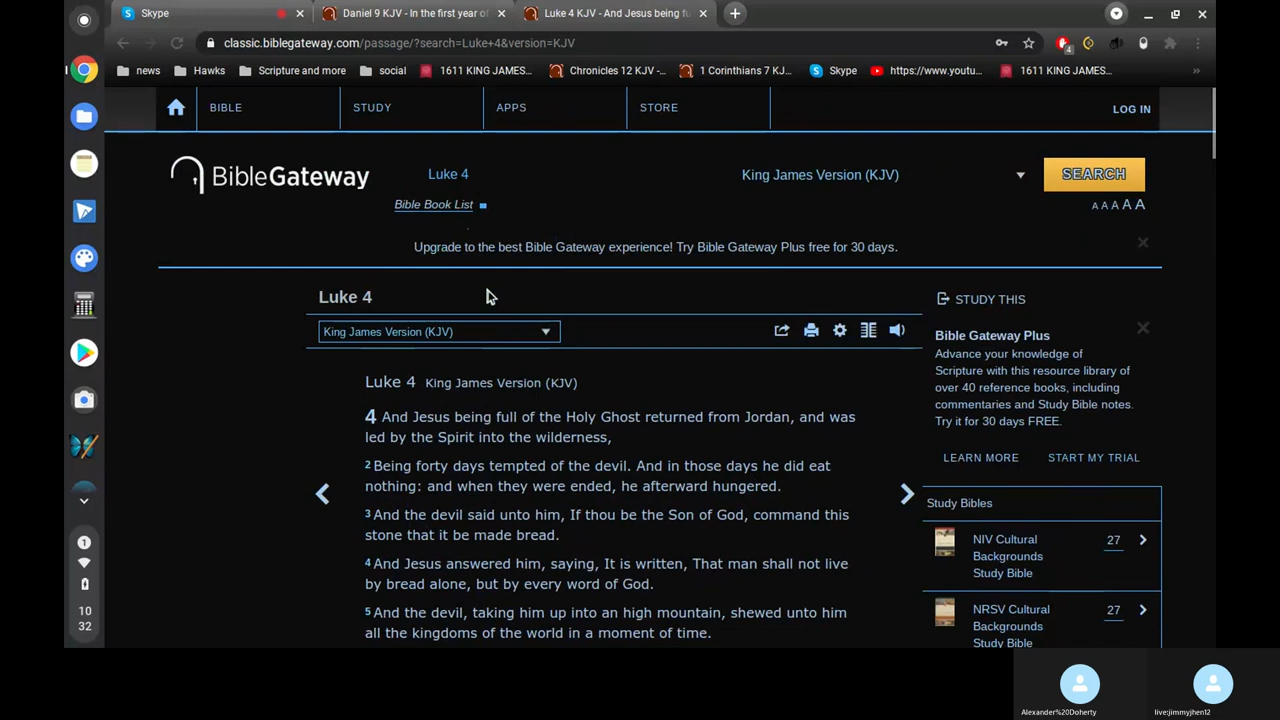 Skype
Daniel 9 KJV - In the first year of
Luke 4 KJV - And Jesus being fu
classic.biblegateway.com/passage/?search=Luke+4&version=KJV
4
news
Hawks
Scripture and more
social
1611 KING JAMES...
Chronicles 12 KJV -...
1 Corinthians 7 KJ...
Skype
https://www.youtu...
1611 KING JAMES...
»
BIBLE
STUDY
APPS
STORE
LOG IN
BibleGateway
Luke 4
King James Version (KJV)
SEARCH
Bible Book List
A A A A A
Upgrade to the best Bible Gateway experience! Try Bible Gateway Plus free for 30 days.
Luke 4
King James Version (KJV)
Luke 4 King James Version (KJV)
4 And Jesus being full of the Holy Ghost returned from Jordan, and was
led by the Spirit into the wilderness,
2 Being forty days tempted of the devil. And in those days he did eat
nothing: and when they were ended, he afterward hungered.
3 And the devil said unto him, If thou be the Son of God, command this
stone that it be made bread.
4 And Jesus answered him, saying, It is written, That man shall not live
by bread alone, but by every word of God.
5 And the devil, taking him up into an high mountain, shewed unto him
all the kingdoms of the world in a moment of time.
STUDY THIS
Bible Gateway Plus
Advance your knowledge of
Scripture with this resource library of
over 40 reference books, including
commentaries and Study Bible notes.
Try it for 30 days FREE.
LEARN MORE
START MY TRIAL
Study Bibles
NIV Cultural
Backgrounds
Study Bible
27
NRSV Cultural
Backgrounds
Study Bible
27
1
10
32
Alexander%20Doherty
live:jimmyjhen12